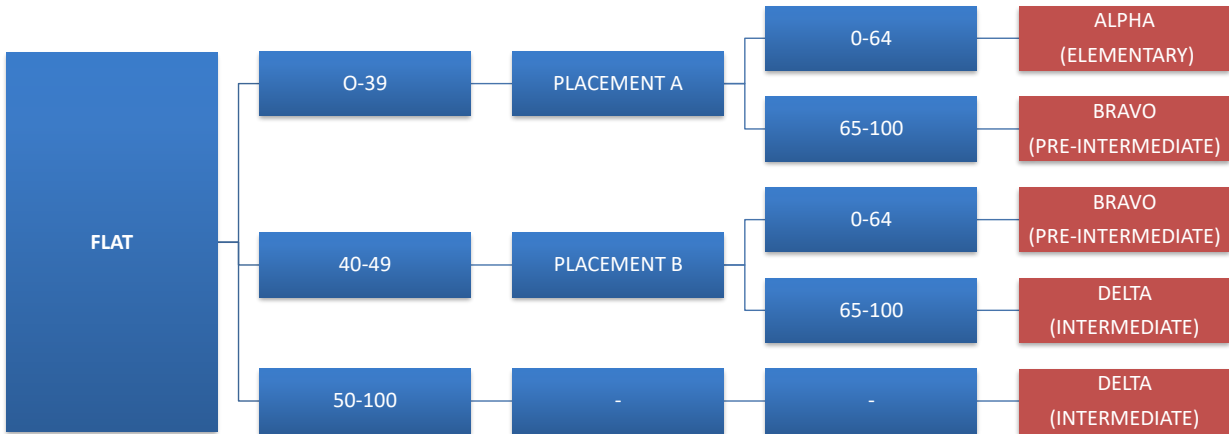 FLAT
O-39
PLACEMENT A
0-64
ALPHA
(ELEMENTARY)
65-100
BRAVO
(PRE-INTERMEDIATE)
40-49
PLACEMENT B
0-64
BRAVO
(PRE-INTERMEDIATE)
65-100
DELTA
(INTERMEDIATE)
50-100
-
-
DELTA
(INTERMEDIATE)